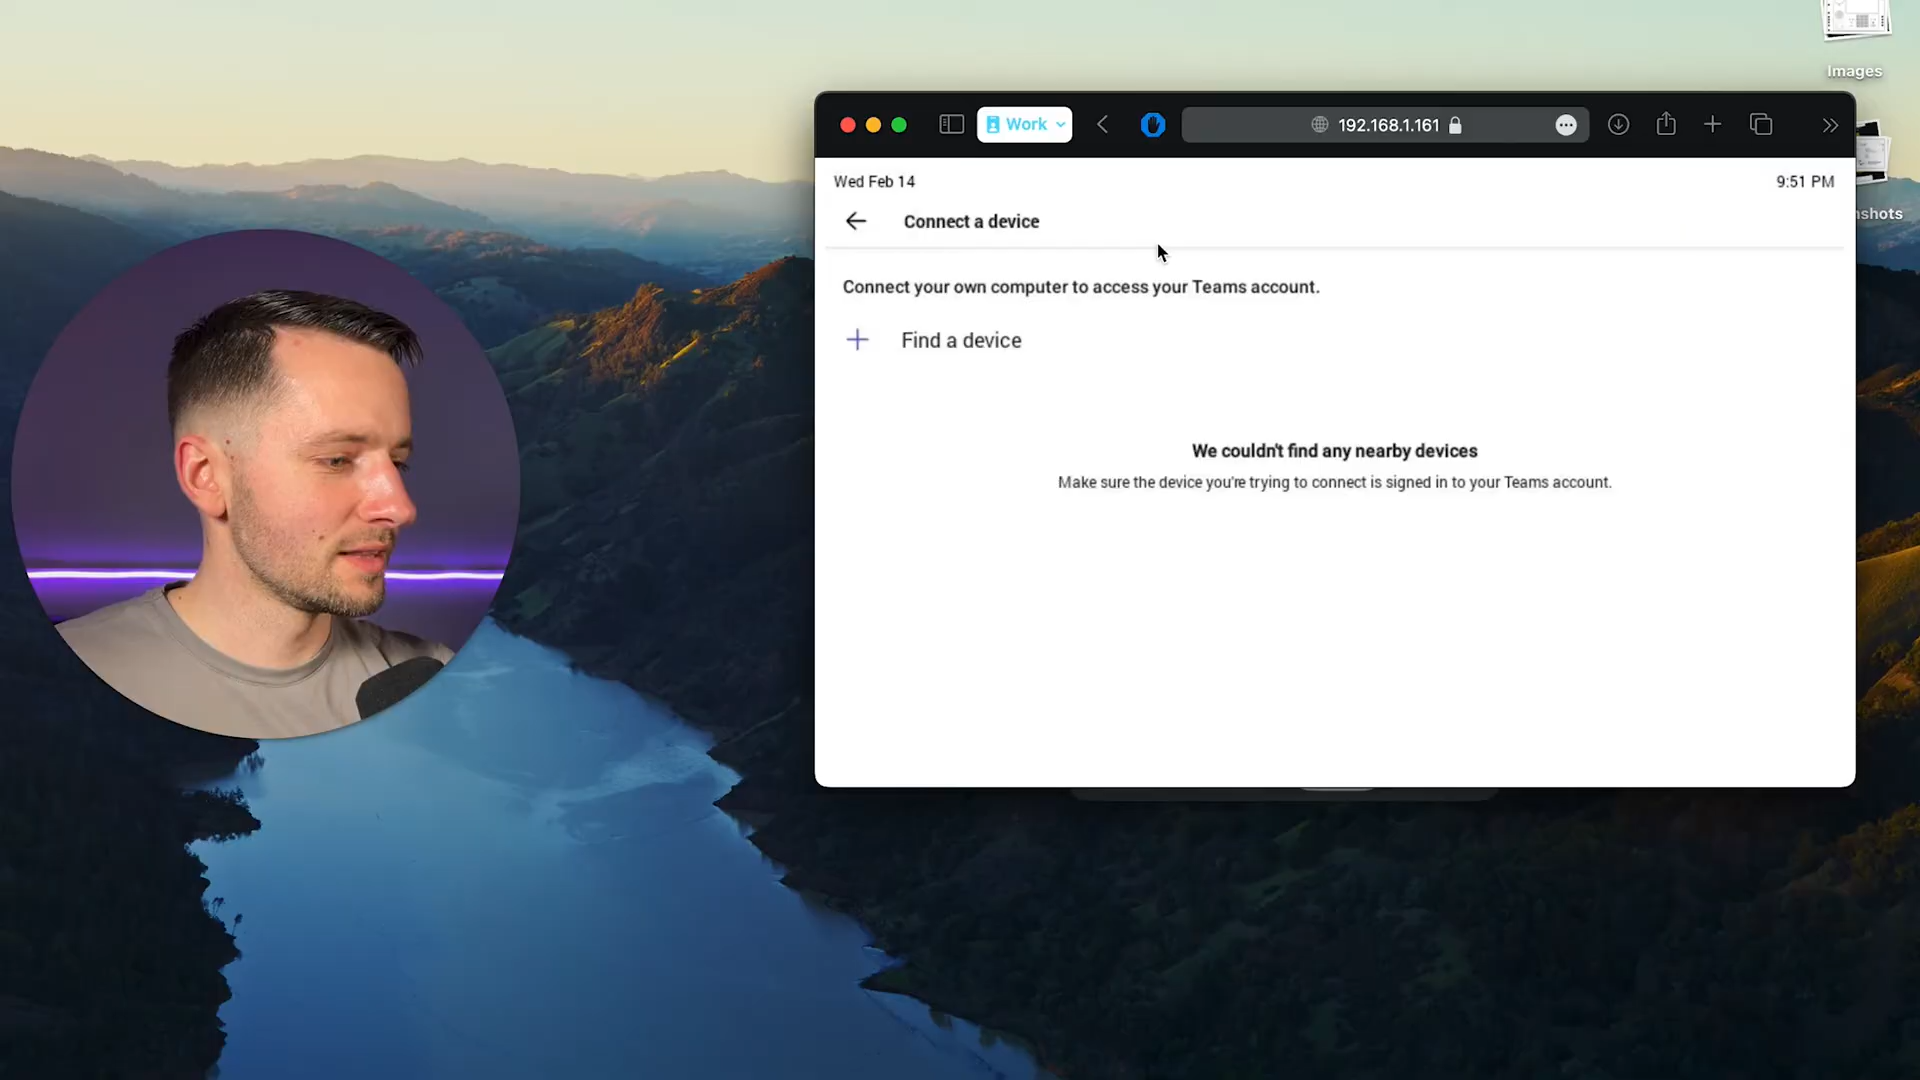 Images
Work
192.168.1.161
shots
Wed Feb 14
9:51 PM
Connect a device
Connect your own computer to access your Teams account.
Find a device
We couldn't find any nearby devices
Make sure the device you're trying to connect is signed in to your Teams account.